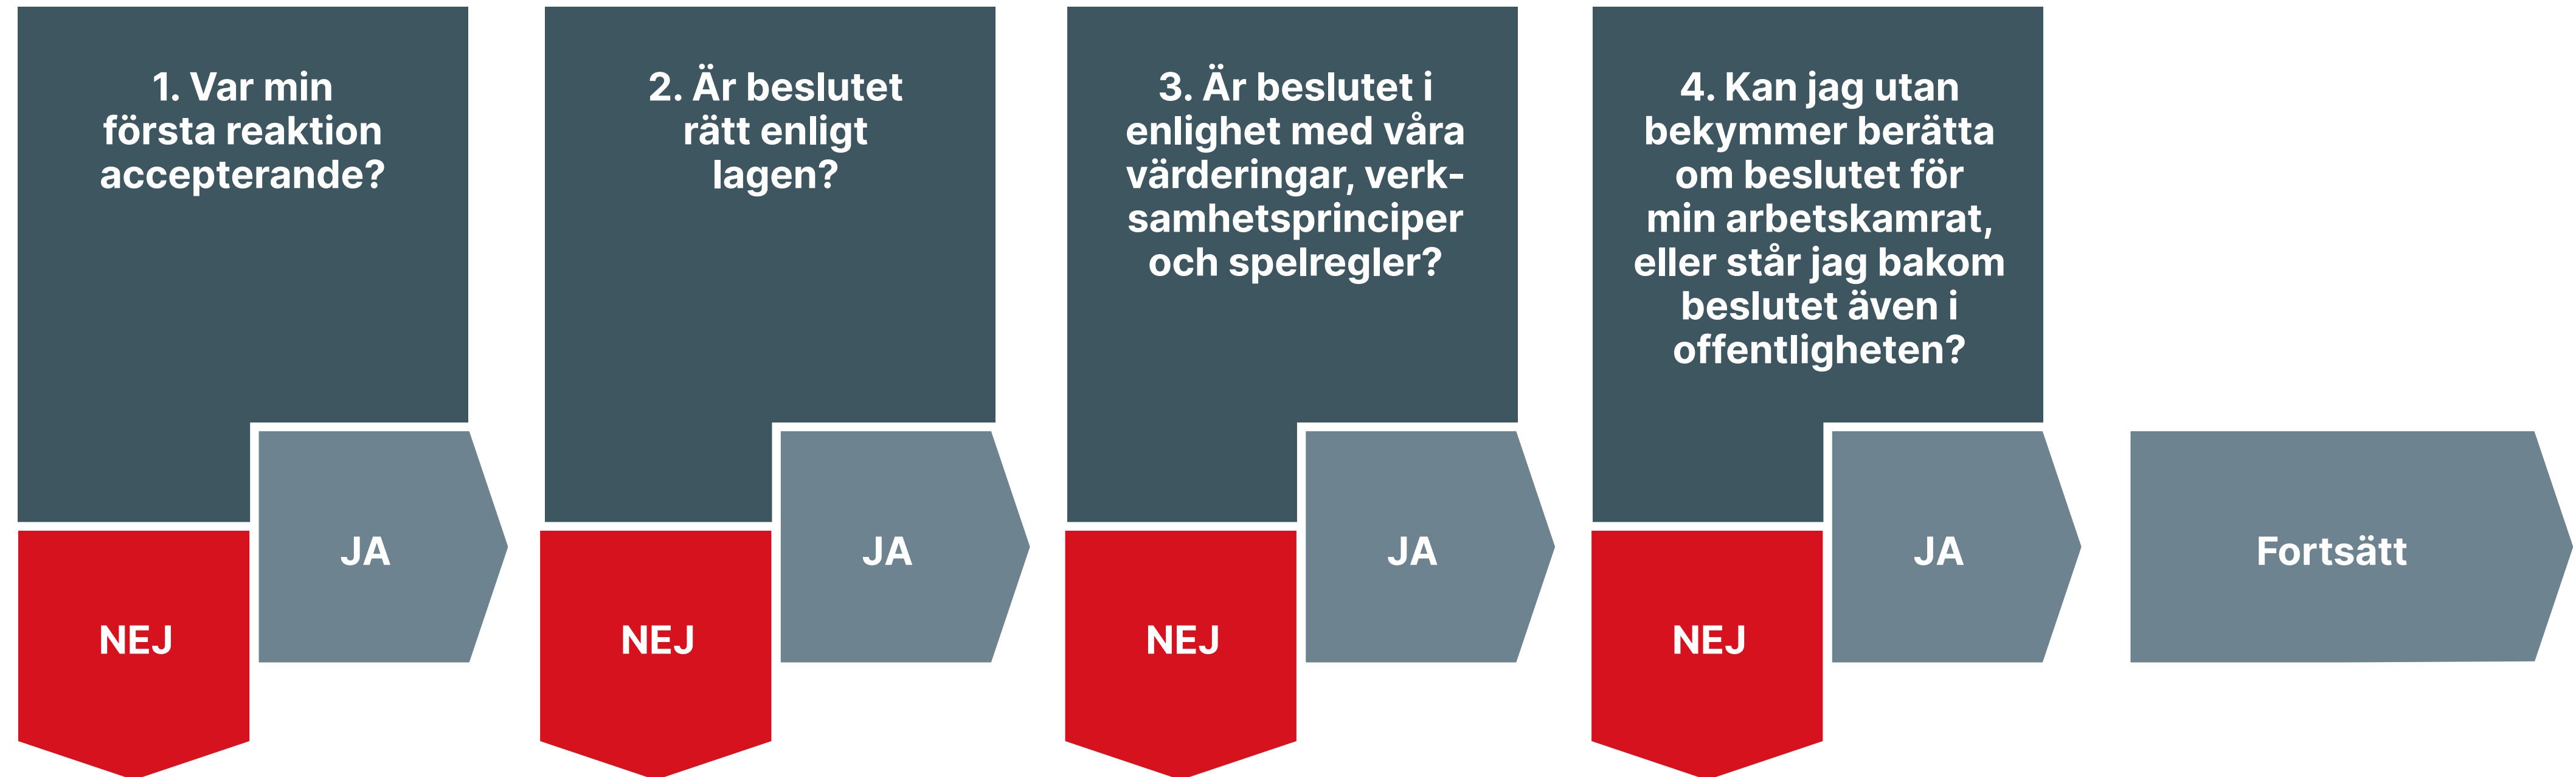 1. Var min
första reaktion
accepterande?
JA
NEJ
2. Är beslutet
rätt enligt
lagen?
JA
NEJ
3. Är beslutet i
enlighet med våra
värderingar, verk-
samhetsprinciper
och spelregler?
JA
NEJ
4. Kan jag utan
bekymmer berätta
om beslutet för
min arbetskamrat,
eller står jag bakom
beslutet även i
offentligheten?
JA
NEJ
Fortsätt